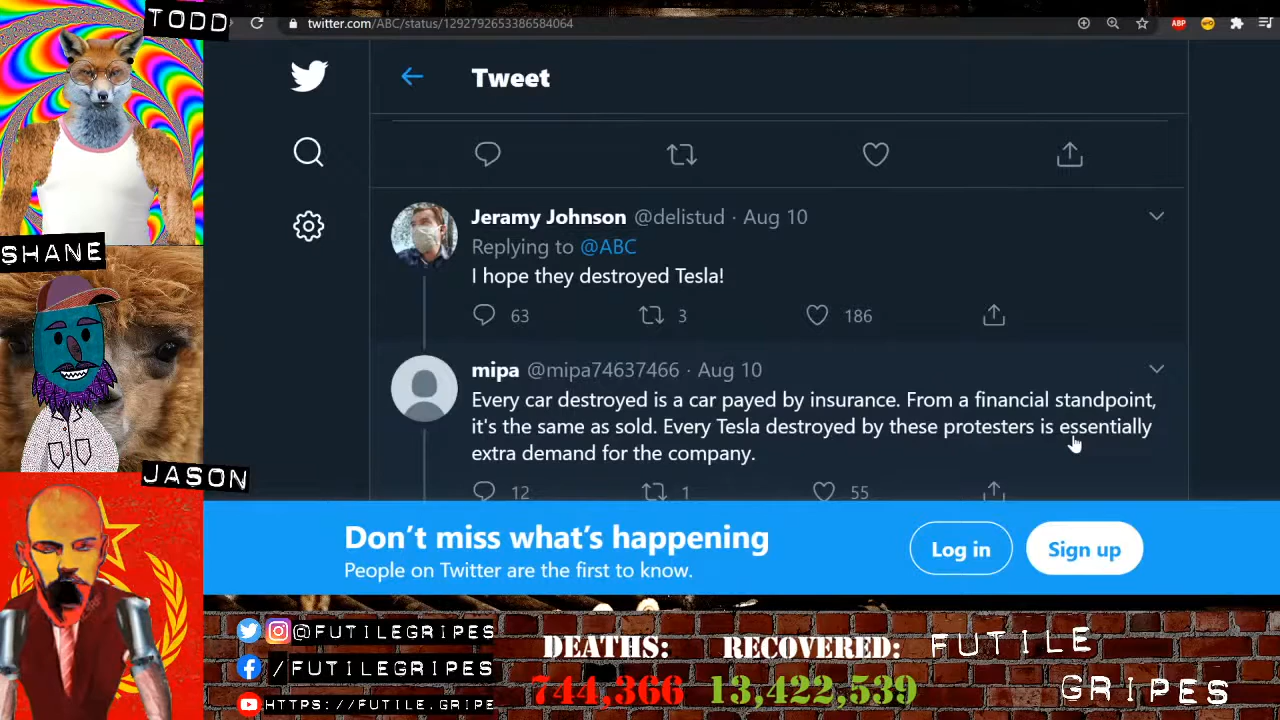 TODD
twitter.com/ABC/status/1292792653386584064
ABP
Tweet
Jeramy Johnson @delistud · Aug 10
Replying to @ABC
I hope they destroyed Tesla!
63 3 186
SHANE
mipa @mipa74637466 · Aug 10
Every car destroyed is a car payed by insurance. From a financial standpoint,
it's the same as sold. Every Tesla destroyed by these protesters is essentially
extra demand for the company.
12 1 55
JASON
Don't miss what's happening
People on Twitter are the first to know.
Log in
Sign up
@FUTILEGRIPES
/FUTILEGRIPES
HTTPS://FUTILE.GRIPE
DEATHS: RECOVERED:
744,366 13,422,539
FUTILE
GRIPES